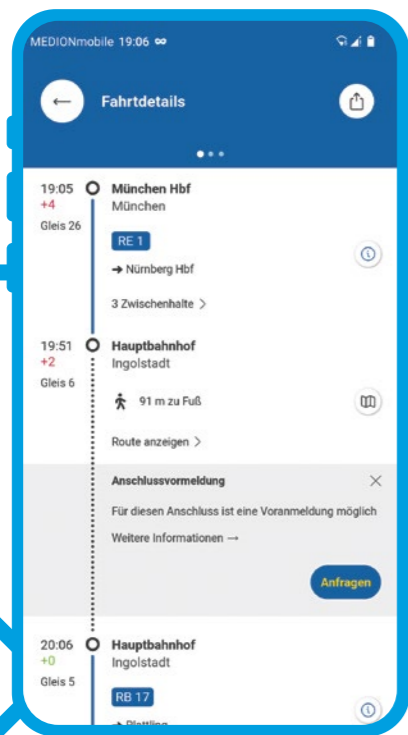 MEDIONmobile 19:06
Fahrtdetails
19:05 München Hbf
+4 München
Gleis 26
RE 1
→ Nürnberg Hbf
3 Zwischenhalte >
19:51 Hauptbahnhof
+2 Ingolstadt
Gleis 6
91 m zu Fuß
Route anzeigen >
Anschlussvormeldung
Für diesen Anschluss ist eine Voranmeldung möglich
Weitere Informationen →
Anfragen
20:06 Hauptbahnhof
+0 Ingolstadt
Gleis 5
RB 17
→ Plattling